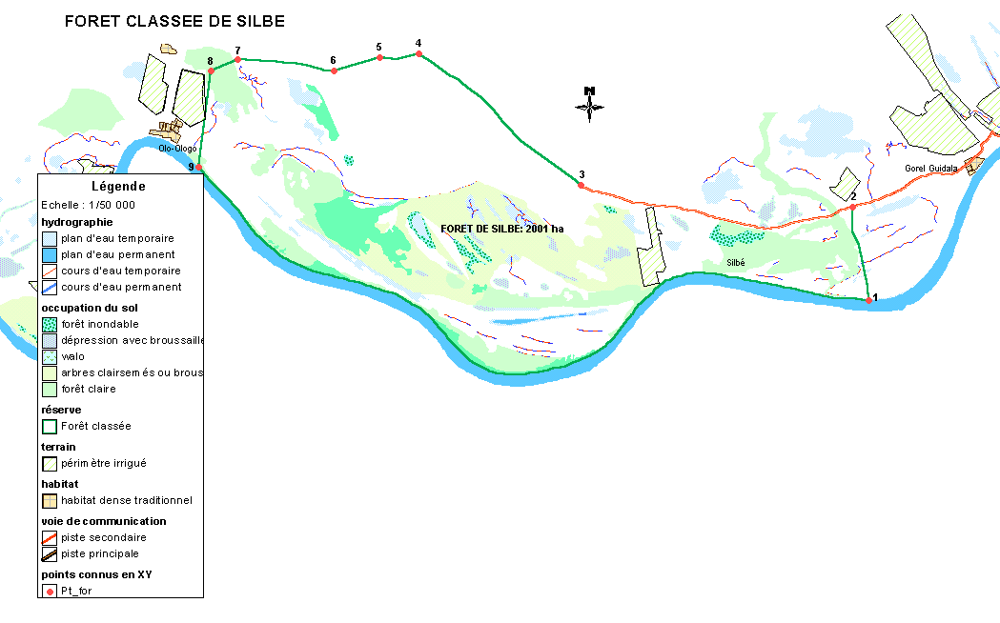 FORET CLASSEE DE SILBE
7
8
6
5
4
N
Olo-Ologo
9
3
Gorel Guidala
2
FORET DE SILBE: 2001 ha
Silbé
1
Légende
Echelle : 1/50 000
hydrographie
plan d'eau temporaire
plan d'eau permanent
cours d'eau temporaire
cours d'eau permanent
occupation du sol
forêt inondable
dépression avec broussaille
walo
arbres clairsemés ou brous
forêt claire
réserve
Forêt classée
terrain
périmètre irrigué
habitat
habitat dense traditionnel
voie de communication
piste secondaire
piste principale
points connus en XY
Pt_for